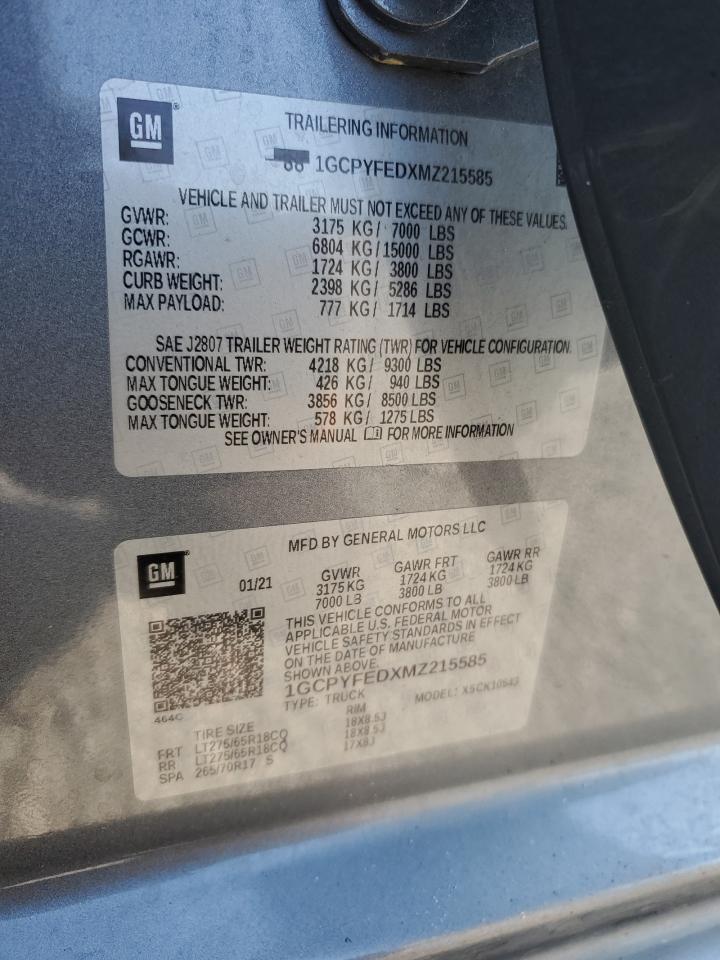 GM
TRAILERING INFORMATION
1GCPYFEDXMZ215585
VEHICLE AND TRAILER MUST NOT EXCEED ANY OF THESE VALUES.
GVWR: 3175 KG/ 7000 LBS
GCWR: 6804 KG/15000 LBS
RGAWR: 1724 KG/ 3800 LBS
CURB WEIGHT: 2398 KG/ 5286 LBS
MAX PAYLOAD: 777 KG/ 1714 LBS
SAE J2807 TRAILER WEIGHT RATING (TWR) FOR VEHICLE CONFIGURATION.
CONVENTIONAL TWR: 4218 KG/ 9300 LBS
MAX TONGUE WEIGHT: 426 KG/ 940 LBS
GOOSENECK TWR: 3856 KG/ 8500 LBS
MAX TONGUE WEIGHT: 578 KG/ 1275 LBS
SEE OWNER'S MANUAL FOR MORE INFORMATION
GM
MFD BY GENERAL MOTORS LLC
01/21
GVWR GAWR FRT GAWR RR
3175 KG 1724 KG 1724 KG
7000 LB 3800 LB 3800 LB
THIS VEHICLE CONFORMS TO ALL
APPLICABLE U.S. FEDERAL MOTOR
VEHICLE SAFETY STANDARDS IN EFFECT
ON THE DATE OF MANUFACTURE
SHOWN ABOVE.
1GCPYFEDXMZ215585
TYPE: TRUCK MODEL: XSCK10543
464C
TIRE SIZE RIM
FRT LT275/65R18CQ 18X8.5J
RR LT275/65R18CQ 18X8.5J
SPA 265/70R17 S 17X8J